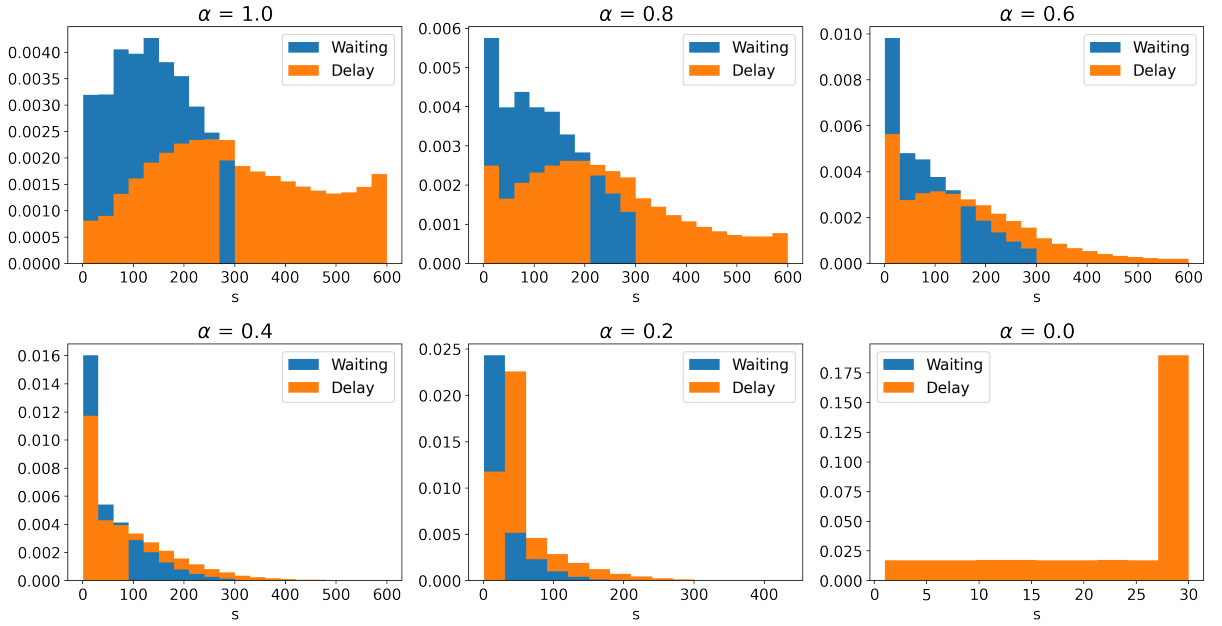 α = 1.0
0.0040
0.0035
0.0030
0.0025
0.0020
0.0015
0.0010
0.0005
0.0000
Waiting
Delay
0 100 200 300 400 500 600
s
α = 0.8
0.006
0.005
0.004
0.003
0.002
0.001
0.000
Waiting
Delay
0 100 200 300 400 500 600
s
α = 0.6
0.010
0.008
0.006
0.004
0.002
0.000
Waiting
Delay
0 100 200 300 400 500 600
s
α = 0.4
0.016
0.014
0.012
0.010
0.008
0.006
0.004
0.002
0.000
Waiting
Delay
0 100 200 300 400 500 600
s
α = 0.2
0.025
0.020
0.015
0.010
0.005
0.000
Waiting
Delay
0 100 200 300 400
s
α = 0.0
0.175
0.150
0.125
0.100
0.075
0.050
0.025
0.000
Waiting
Delay
0 5 10 15 20 25 30
s